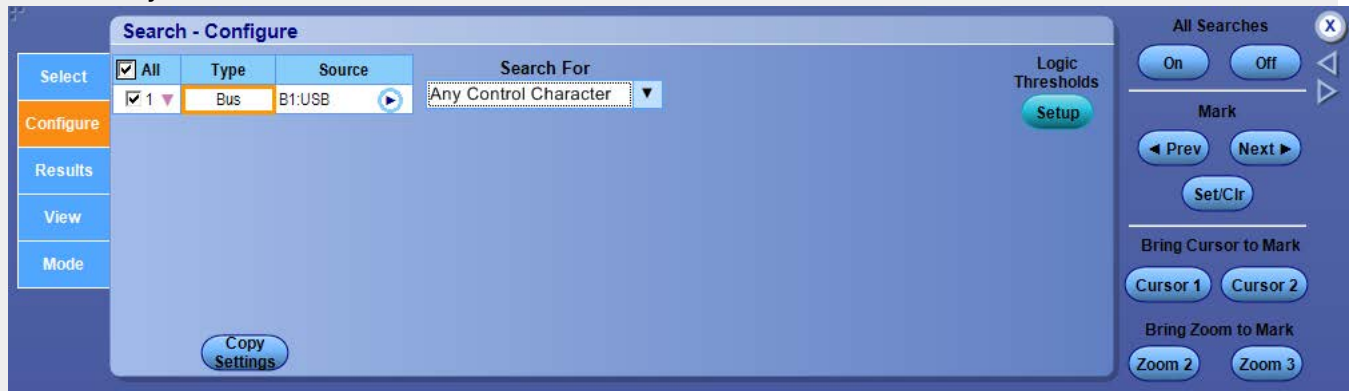 Search - Configure
Select
Configure
Results
View
Mode
All Type Source
1 Bus B1:USB
Search For
Any Control Character
Logic
Thresholds
Setup
Copy
Settings
All Searches
X
On Off
Mark
Prev Next
Set/Clr
Bring Cursor to Mark
Cursor 1 Cursor 2
Bring Zoom to Mark
Zoom 2 Zoom 3